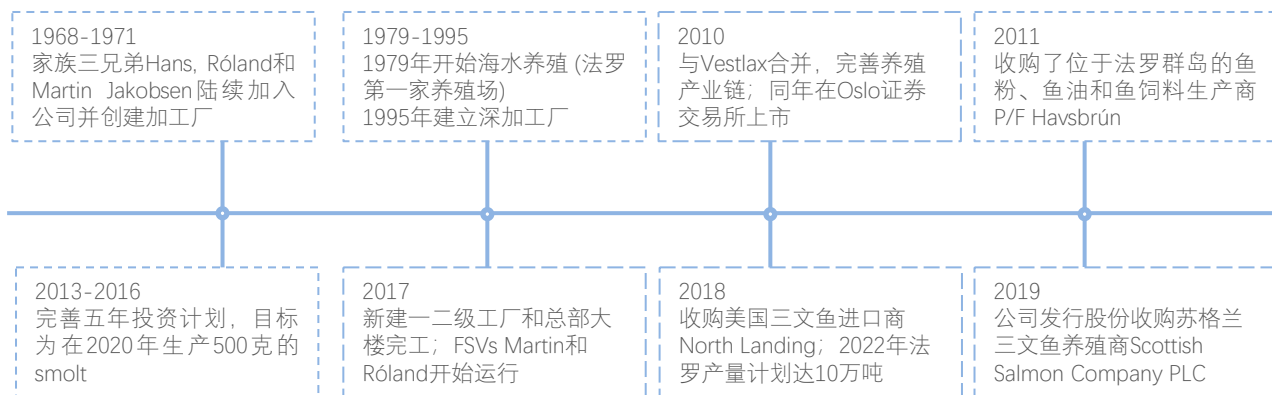 1968-1971
家族三兄弟Hans, Róland和
Martin Jakobsen陆续加入
公司并创建加工厂
1979-1995
1979年开始海水养殖 (法罗
第一家养殖场)
1995年建立深加工厂
2010
与Vestlax合并，完善养殖
产业链；同年在Oslo证券
交易所上市
2011
收购了位于法罗群岛的鱼
粉、鱼油和鱼饲料生产商
P/F Havsbrún
2013-2016
完善五年投资计划，目标
为在2020年生产500克的
smolt
2017
新建一二级工厂和总部大
楼完工；FSVs Martin和
Róland开始运行
2018
收购美国三文鱼进口商
North Landing；2022年法
罗产量计划达10万吨
2019
公司发行股份收购苏格兰
三文鱼养殖商Scottish
Salmon Company PLC